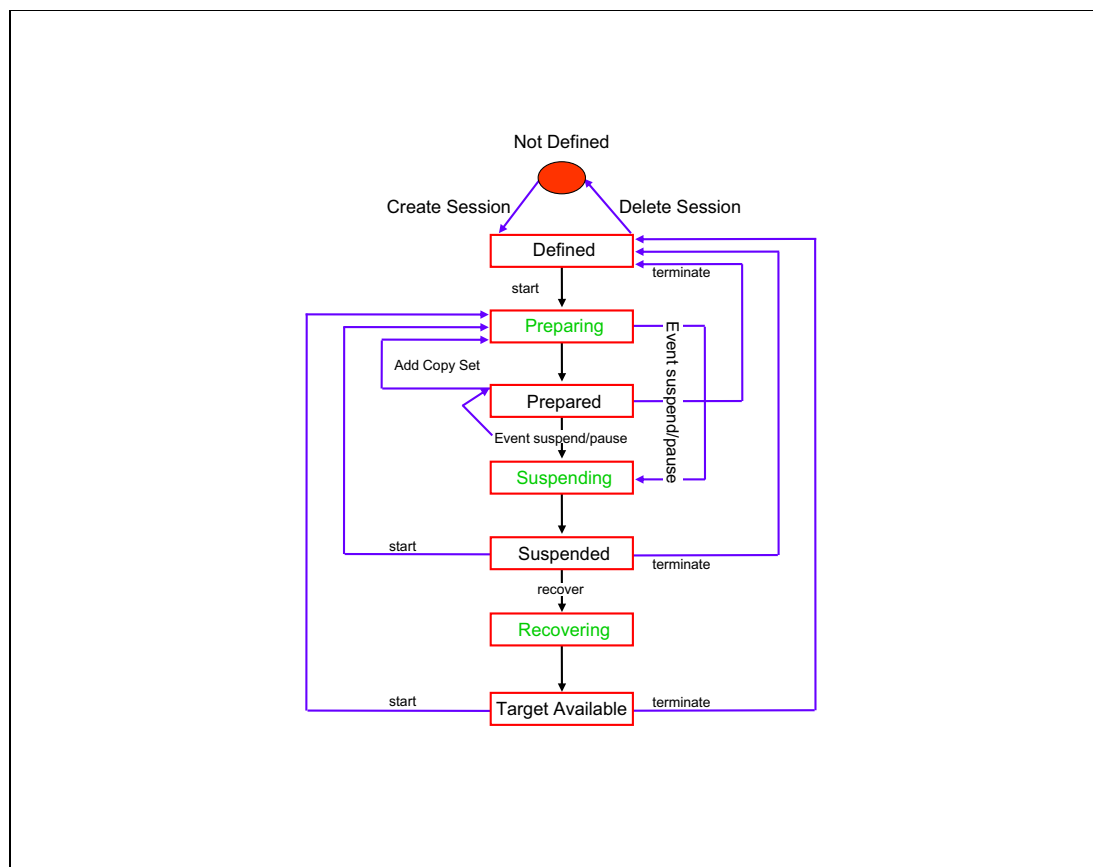 Not Defined
Create Session
Delete Session
Defined
terminate
start
Preparing
Event suspend/pause
Add Copy Set
Prepared
Event suspend/pause
Suspending
start
Suspended
terminate
recover
Recovering
start
Target Available
terminate